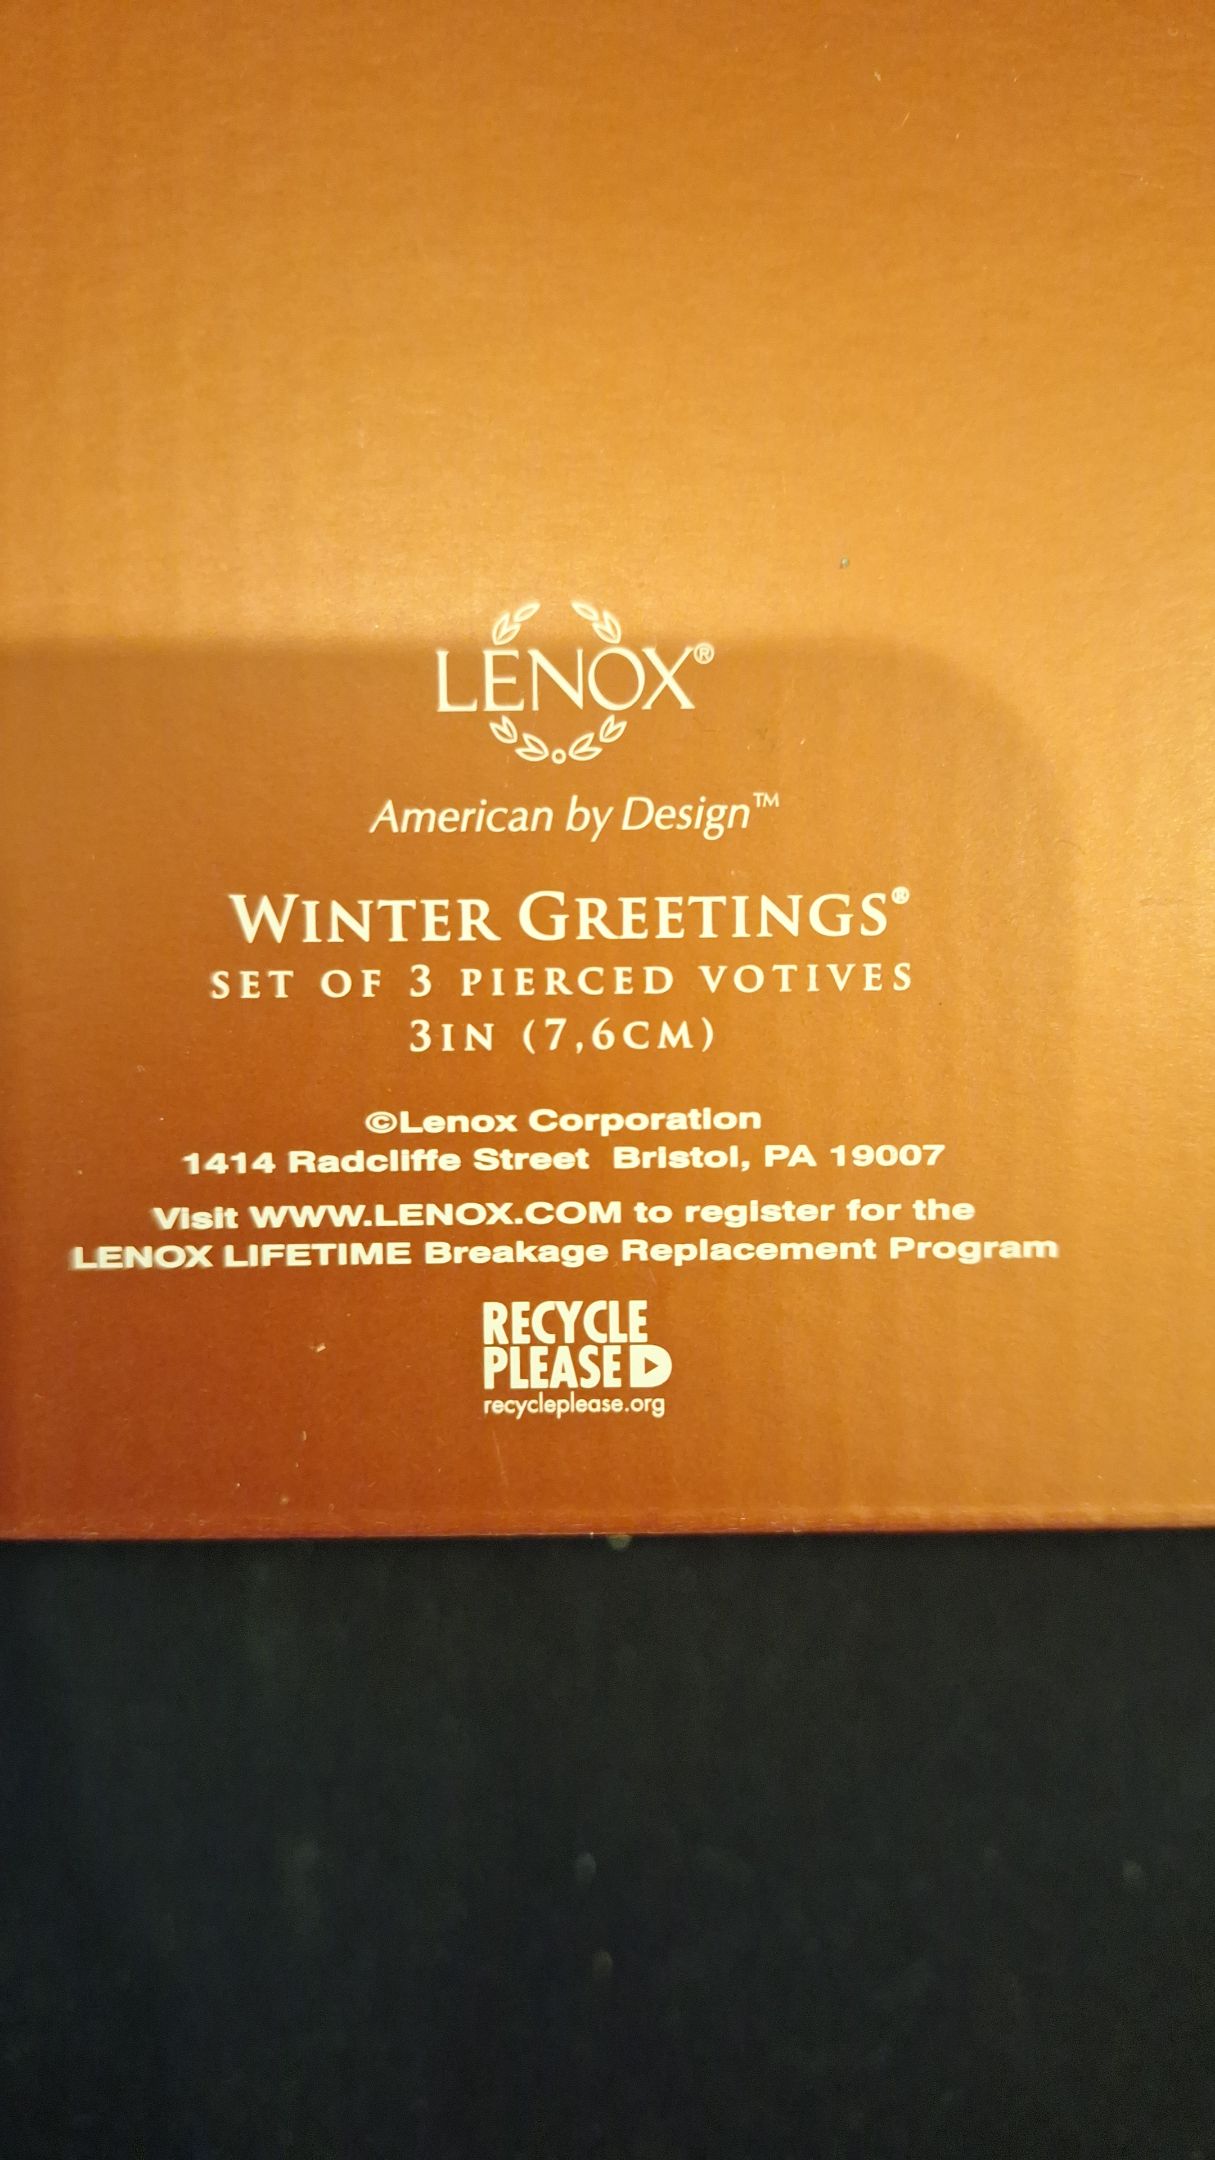 LENOX®
American by Design™
WINTER GREETINGS®
SET OF 3 PIERCED VOTIVES
3IN (7,6CM)
©Lenox Corporation
1414 Radcliffe Street Bristol, PA 19007
Visit WWW.LENOX.COM to register for the
LENOX LIFETIME Breakage Replacement Program
RECYCLE
PLEASE
recycleplease.org